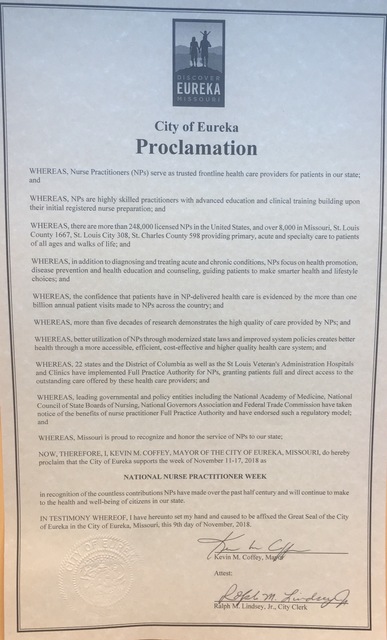 DISCOVER
EUREKA
MISSOURI
City of Eureka
Proclamation
WHEREAS, Nurse Practitioners (NPs) serve as trusted frontline health care providers for patients in our state;
and
WHEREAS, NPs are highly skilled practitioners with advanced education and clinical training building upon
their initial registered nurse preparation; and
WHEREAS, there are more than 248,000 licensed NPs in the United States, and over 8,000 in Missouri, St. Louis
County 1667, St. Louis City 308, St. Charles County 598 providing primary, acute and specialty care to patients
of all ages and walks of life; and
WHEREAS, in addition to diagnosing and treating acute and chronic conditions, NPs focus on health promotion,
disease prevention and health education and counseling, guiding patients to make smarter health and lifestyle
choices; and
WHEREAS, the confidence that patients have in NP-delivered health care is evidenced by the more than one
billion annual patient visits made to NPs across the country; and
WHEREAS, more than five decades of research demonstrates the high quality of care provided by NPs; and
WHEREAS, better utilization of NPs through modernized state laws and improved system policies creates
better health through a more accessible, efficient, cost-effective and higher quality health care system; and
WHEREAS, 22 states and the District of Columbia as well as the St Louis Veteran's Administration Hospitals
and Clinics have implemented Full Practice Authority for NPs, granting patients full and direct access to the
outstanding care offered by these health care providers; and
WHEREAS, leading governmental and policy entities including the National Academy of Medicine, National
Council of State Boards of Nursing, National Governors Association and Federal Trade Commission have taken
notice of the benefits of nurse practitioner Full Practice Authority and have endorsed such a regulatory model;
and
WHEREAS, Missouri is proud to recognize and honor the service of NPs to our state;
NOW, THEREFORE, I, KEVIN M. COFFEY, MAYOR OF THE CITY OF EUREKA, MISSOURI, do hereby
proclaim that the City of Eureka supports the week of November 11-17, 2018 as
NATIONAL NURSE PRACTITIONER WEEK
in recognition of the countless contributions NPs have made over the past half century and will continue to make
to the health and well-being of citizens in our state.
IN TESTIMONY WHEREOF, I have hereunto set my hand and caused to be affixed the Great Seal of the City
of Eureka in the City of Eureka, Missouri, this 9th day of November, 2018.
Kevin M. Coffey, Mayor
Attest:
Ralph M. Lindsey, Jr.
Ralph M. Lindsey, Jr., City Clerk